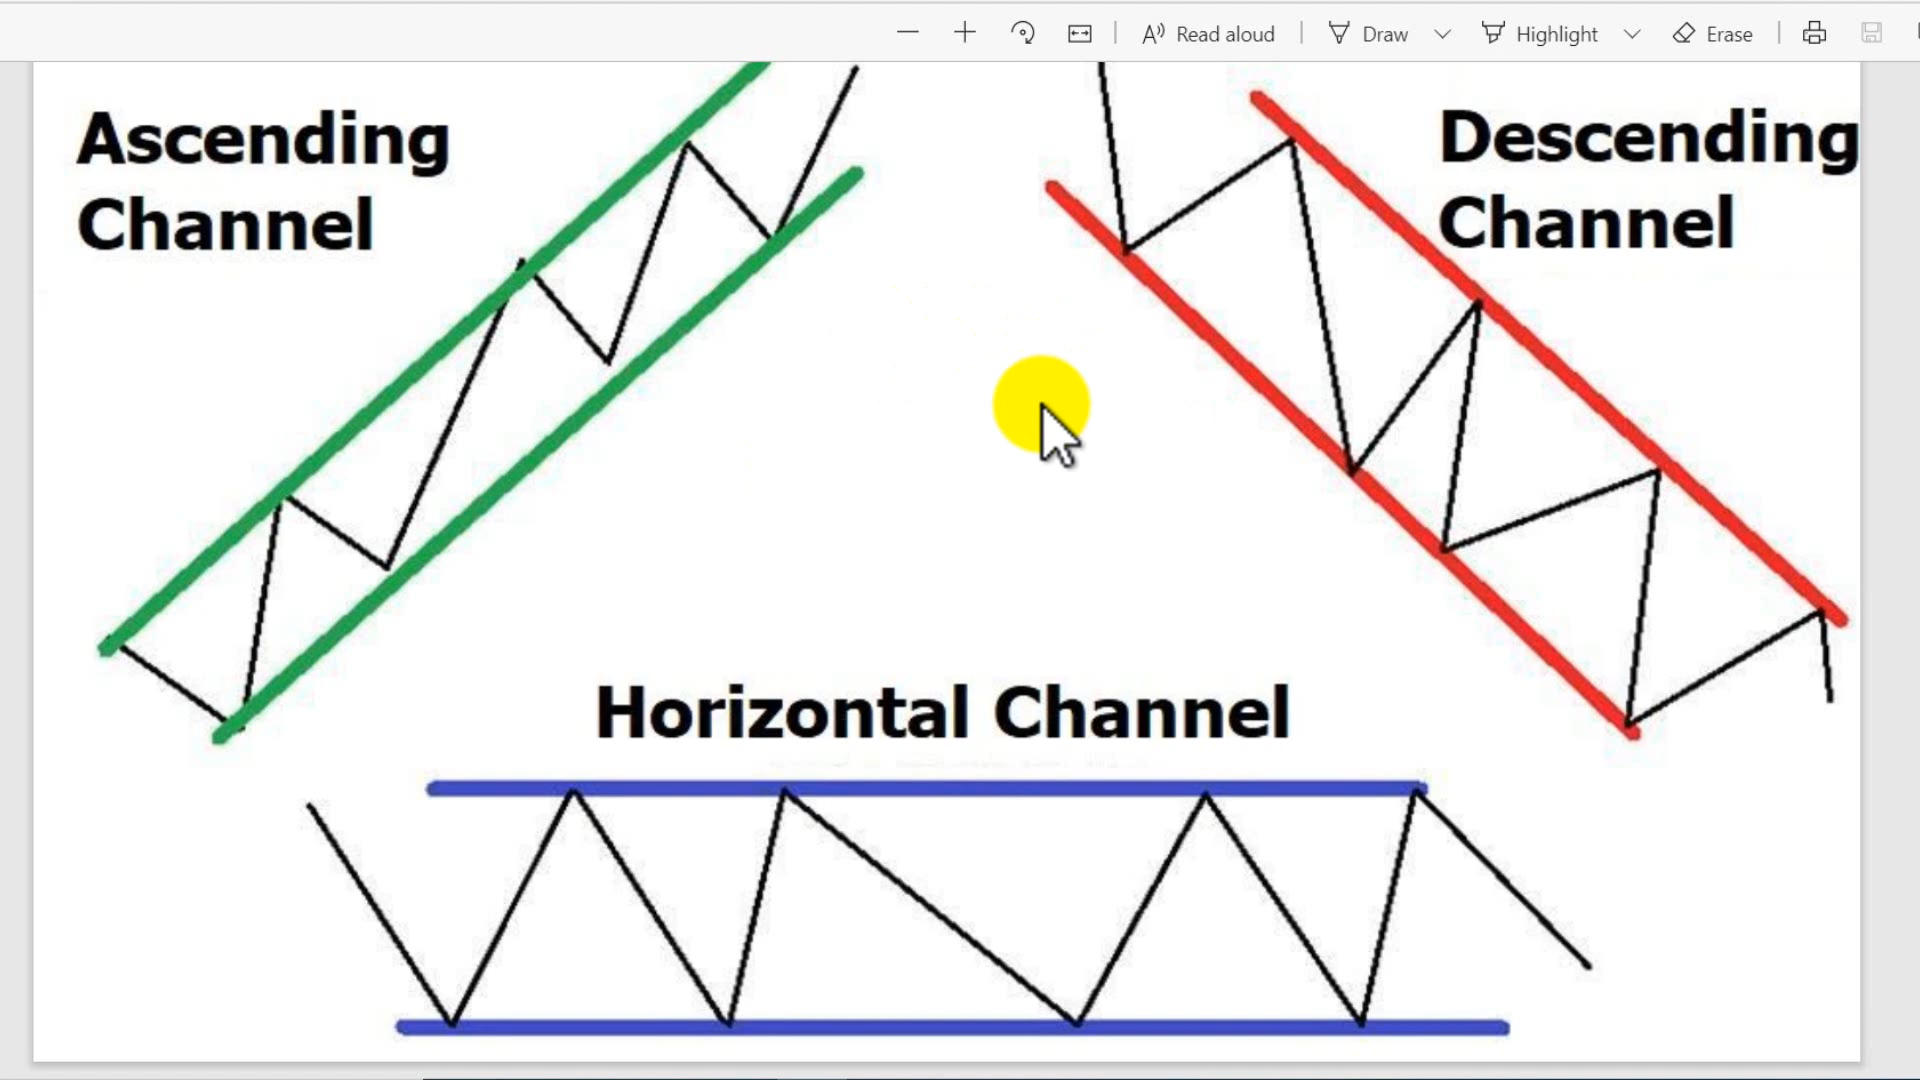 Read aloud Draw Highlight Erase
Ascending
Channel
Descending
Channel
Horizontal Channel